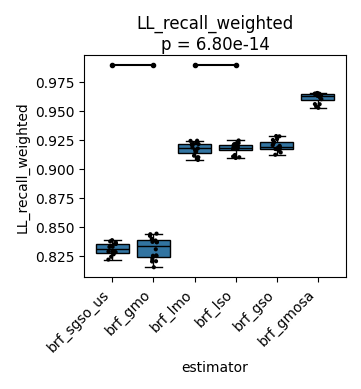 LL_recall_weighted
p = 6.80e-14
LL_recall_weighted
0.975
0.950
0.925
0.900
0.875
0.850
0.825
brf_sgso_us
brf_gmo
brf_lmo
brf_lso
brf_gso
brf_gmosa
estimator